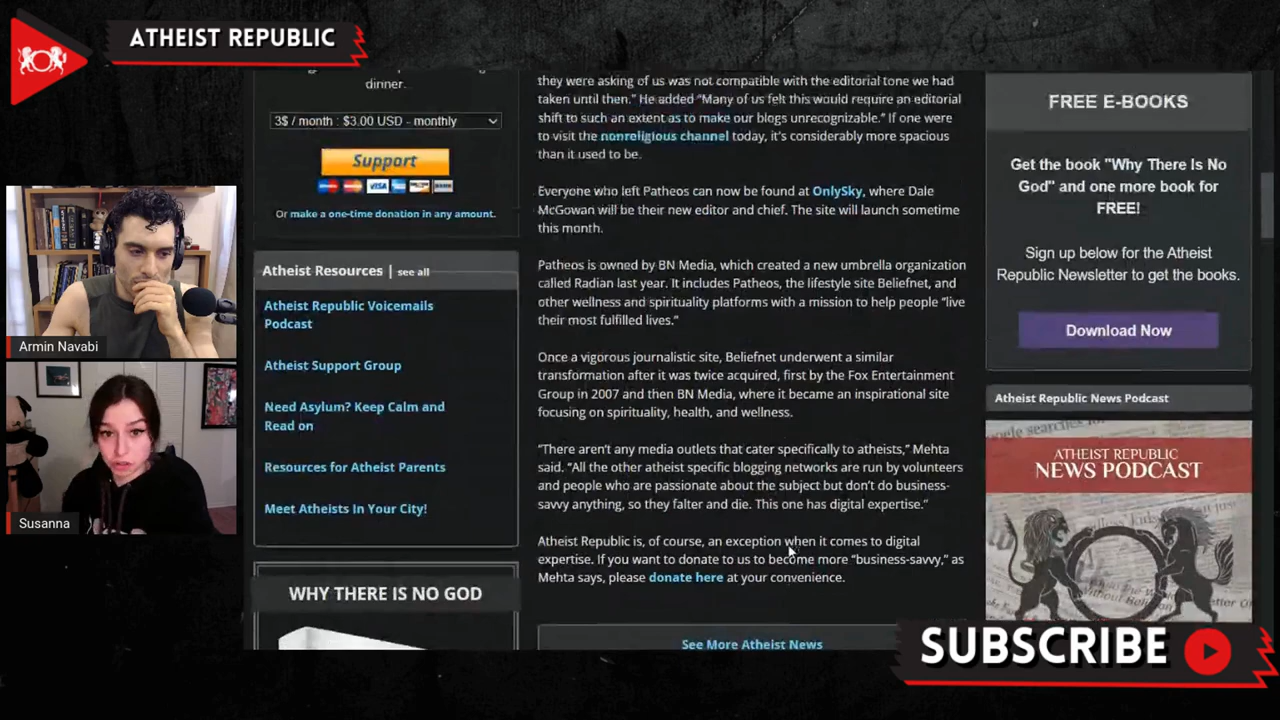 ATHEIST REPUBLIC
dinner.
3$ / month : $3.00 USD - monthly
Support
VISA
Or make a one-time donation in any amount.
Atheist Resources | see all
Atheist Republic Voicemails
Podcast
Atheist Support Group
Need Asylum? Keep Calm and
Read on
Resources for Atheist Parents
Meet Atheists In Your City!
WHY THERE IS NO GOD
they were asking of us was not compatible with the editorial tone we had
taken until then." He added "Many of us felt this would require an editorial
shift to such an extent as to make our blogs unrecognizable." If one were
to visit the nonreligious channel today, it's considerably more spacious
than it used to be.
Everyone who left Patheos can now be found at OnlySky, where Dale
McGowan will be their new editor and chief. The site will launch sometime
this month.
Patheos is owned by BN Media, which created a new umbrella organization
called Radian last year. It includes Patheos, the lifestyle site Beliefnet, and
other wellness and spirituality platforms with a mission to help people "live
their most fulfilled lives."
Once a vigorous journalistic site, Beliefnet underwent a similar
transformation after it was twice acquired, first by the Fox Entertainment
Group in 2007 and then BN Media, where it became an inspirational site
focusing on spirituality, health, and wellness.
"There aren't any media outlets that cater specifically to atheists," Mehta
said. "All the other atheist specific blogging networks are run by volunteers
and people who are passionate about the subject but don't do business-
savvy anything, so they falter and die. This one has digital expertise."
Atheist Republic is, of course, an exception when it comes to digital
expertise. If you want to donate to us to become more "business-savvy," as
Mehta says, please donate here at your convenience.
See More Atheist News
FREE E-BOOKS
Get the book "Why There Is No
God" and one more book for
FREE!
Sign up below for the Atheist
Republic Newsletter to get the books.
Download Now
Atheist Republic News Podcast
ATHEIST REPUBLIC
NEWS PODCAST
Armin Navabi
Susanna
SUBSCRIBE